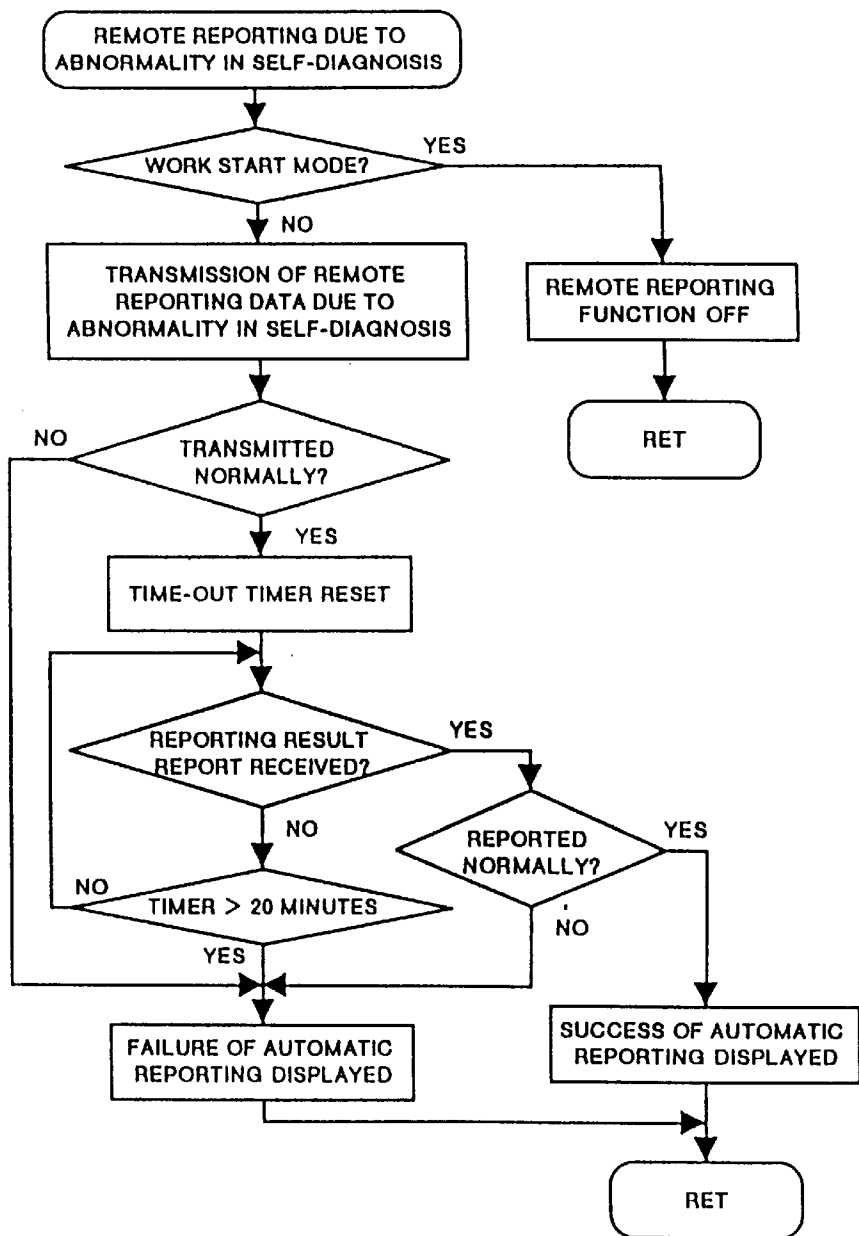 REMOTE REPORTING DUE TO
ABNORMALITY IN SELF-DIAGNOISIS
WORK START MODE?
YES
NO
TRANSMISSION OF REMOTE
REPORTING DATA DUE TO
ABNORMALITY IN SELF-DIAGNOSIS
REMOTE REPORTING
FUNCTION OFF
RET
NO
TRANSMITTED
NORMALLY?
YES
TIME-OUT TIMER RESET
REPORTING RESULT
REPORT RECEIVED?
YES
NO
REPORTED
NORMALLY?
YES
NO
NO
TIMER > 20 MINUTES
YES
FAILURE OF AUTOMATIC
REPORTING DISPLAYED
SUCCESS OF AUTOMATIC
REPORTING DISPLAYED
RET